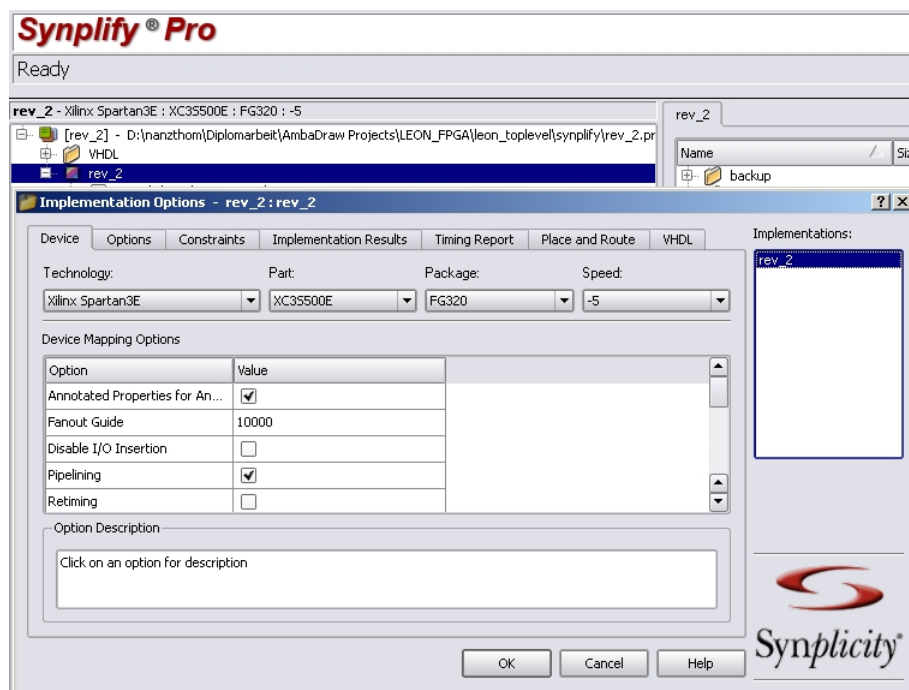 Synplify ® Pro
Ready
rev_2 - Xilinx Spartan3E : XC3S500E : FG320 : -5
[rev_2] - D:\nanzthom\Diplomarbeit\AmbaDraw Projects\LEON_FPGA\leon_toplevel\synplify\rev_2.pr
VHDL
rev_2
rev_2
Name
Siz
backup
Implementation Options - rev_2 : rev_2
Device Options Constraints Implementation Results Timing Report Place and Route VHDL
Implementations:
rev_2
Technology: Part: Package: Speed:
Xilinx Spartan3E XC3S500E FG320 -5
Device Mapping Options
Option Value
Annotated Properties for An...
Fanout Guide 10000
Disable I/O Insertion
Pipelining
Retiming
Option Description
Click on an option for description
OK Cancel Help
Synplicity®